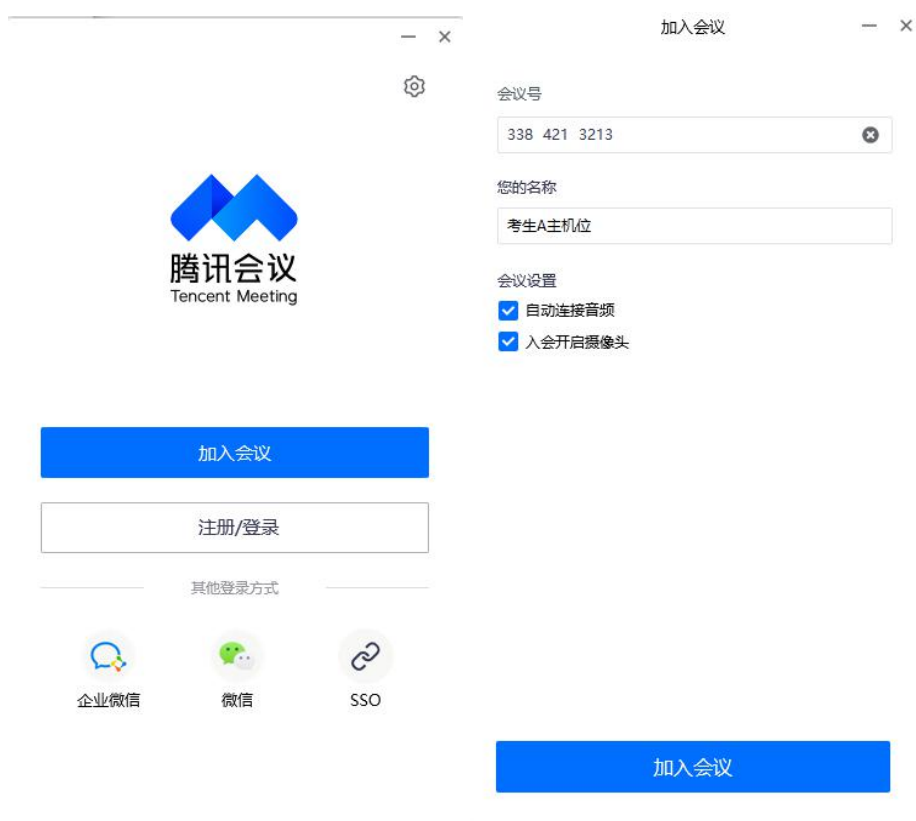 腾讯会议
Tencent Meeting
加入会议
注册/登录
其他登录方式
企业微信
微信
SSO
加入会议
会议号
338 421 3213
您的名称
考生A主机位
会议设置
自动连接音频
入会开启摄像头
加入会议